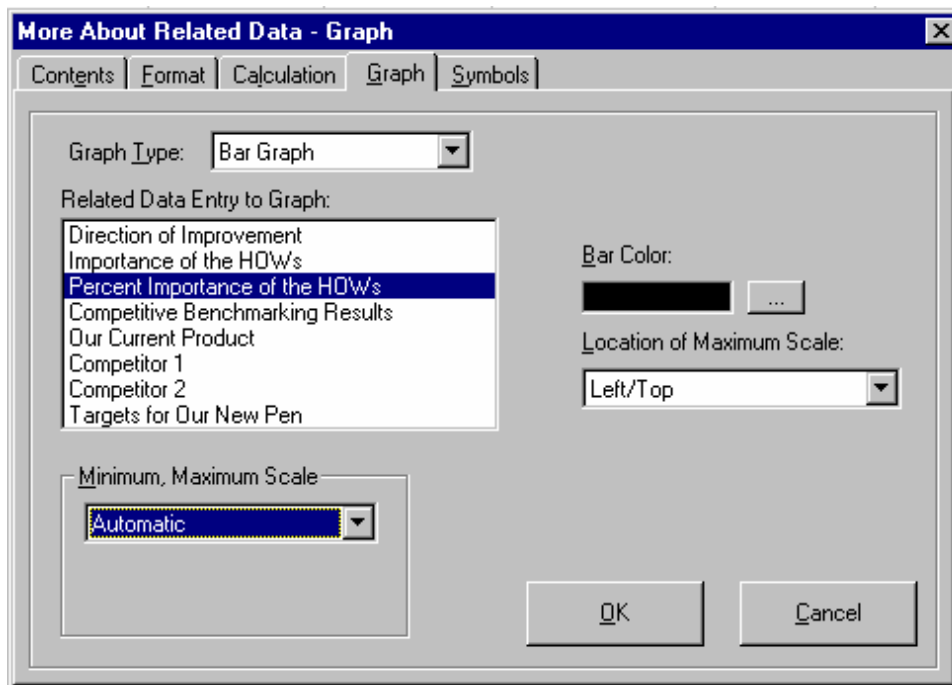 More About Related Data - Graph
Contents Format Calculation Graph Symbols
Graph Type: Bar Graph
Related Data Entry to Graph:
Direction of Improvement
Importance of the HOW's
Percent Importance of the HOW's
Competitive Benchmarking Results
Our Current Product
Competitor 1
Competitor 2
Targets for Our New Pen
Bar Color:
...
Location of Maximum Scale:
Left/Top
Minimum, Maximum Scale
Automatic
OK Cancel